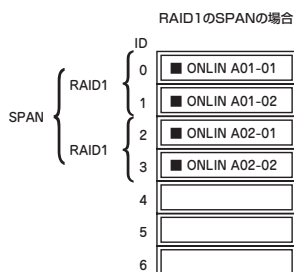 RAID1のSPANの場合
ID
SPAN
RAID1
0 ■ ONLIN A01-01
1 ■ ONLIN A01-02
RAID1
2 ■ ONLIN A02-01
3 ■ ONLIN A02-02
4
5
6